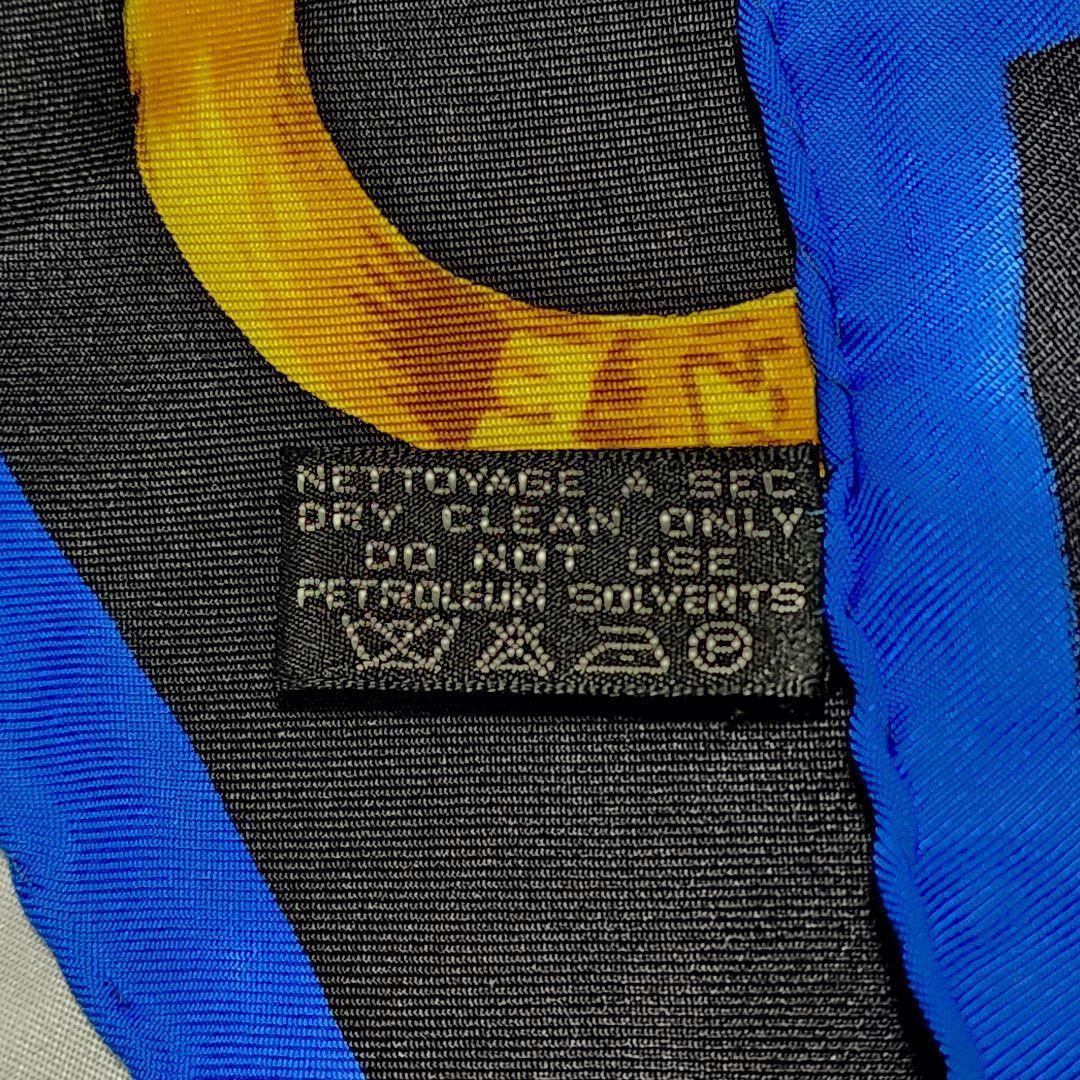 NETTOYAGE A SEC
DRY CLEAN ONLY
DO NOT USE
PETROLEUM SOLVENTS
P